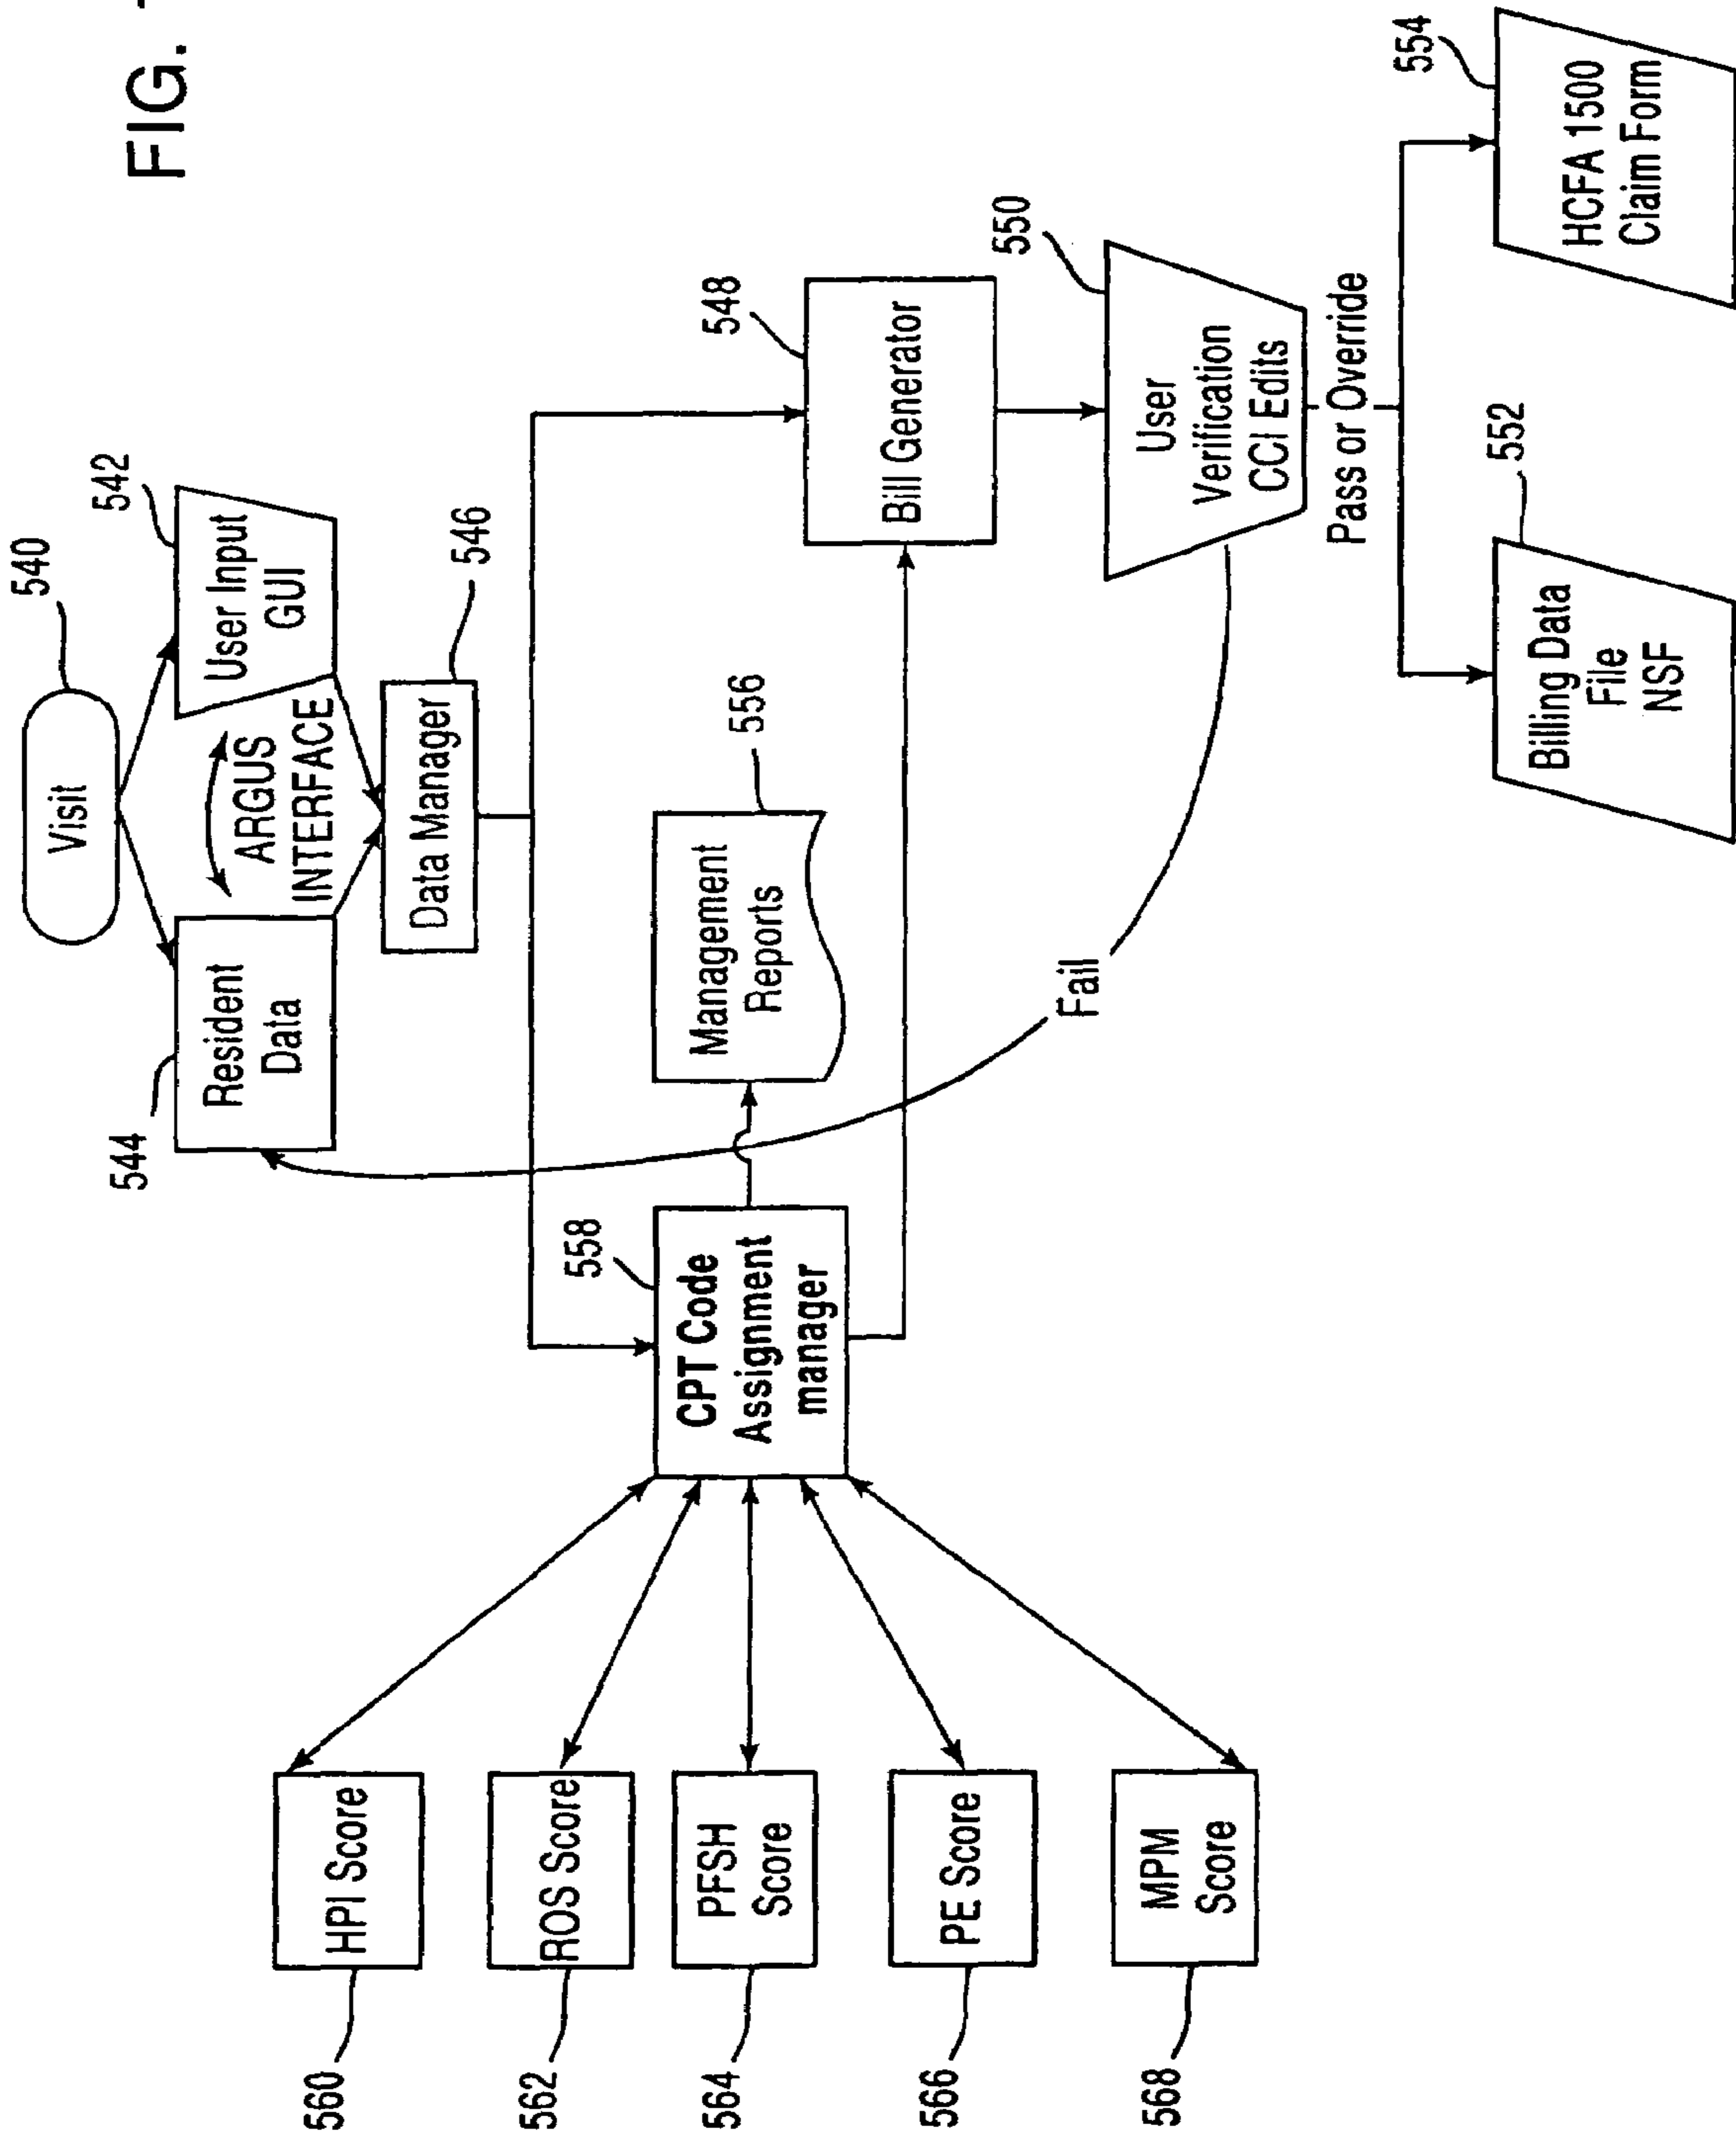 FIG.
540
Visit
544
Resident
Data
ARGUS
INTERFACE
542
User Input
GUI
546
Data Manager
560
HPI Score
562
ROS Score
564
PFSH
Score
566
PE Score
568
MPM
Score
558
CPT Code
Assignment
manager
556
Management
Reports
548
Bill Generator
550
User
Verification
CCI Edits
Fail
Pass or Override
552
Billing Data
File
NSF
554
HCFA 1500
Claim Form